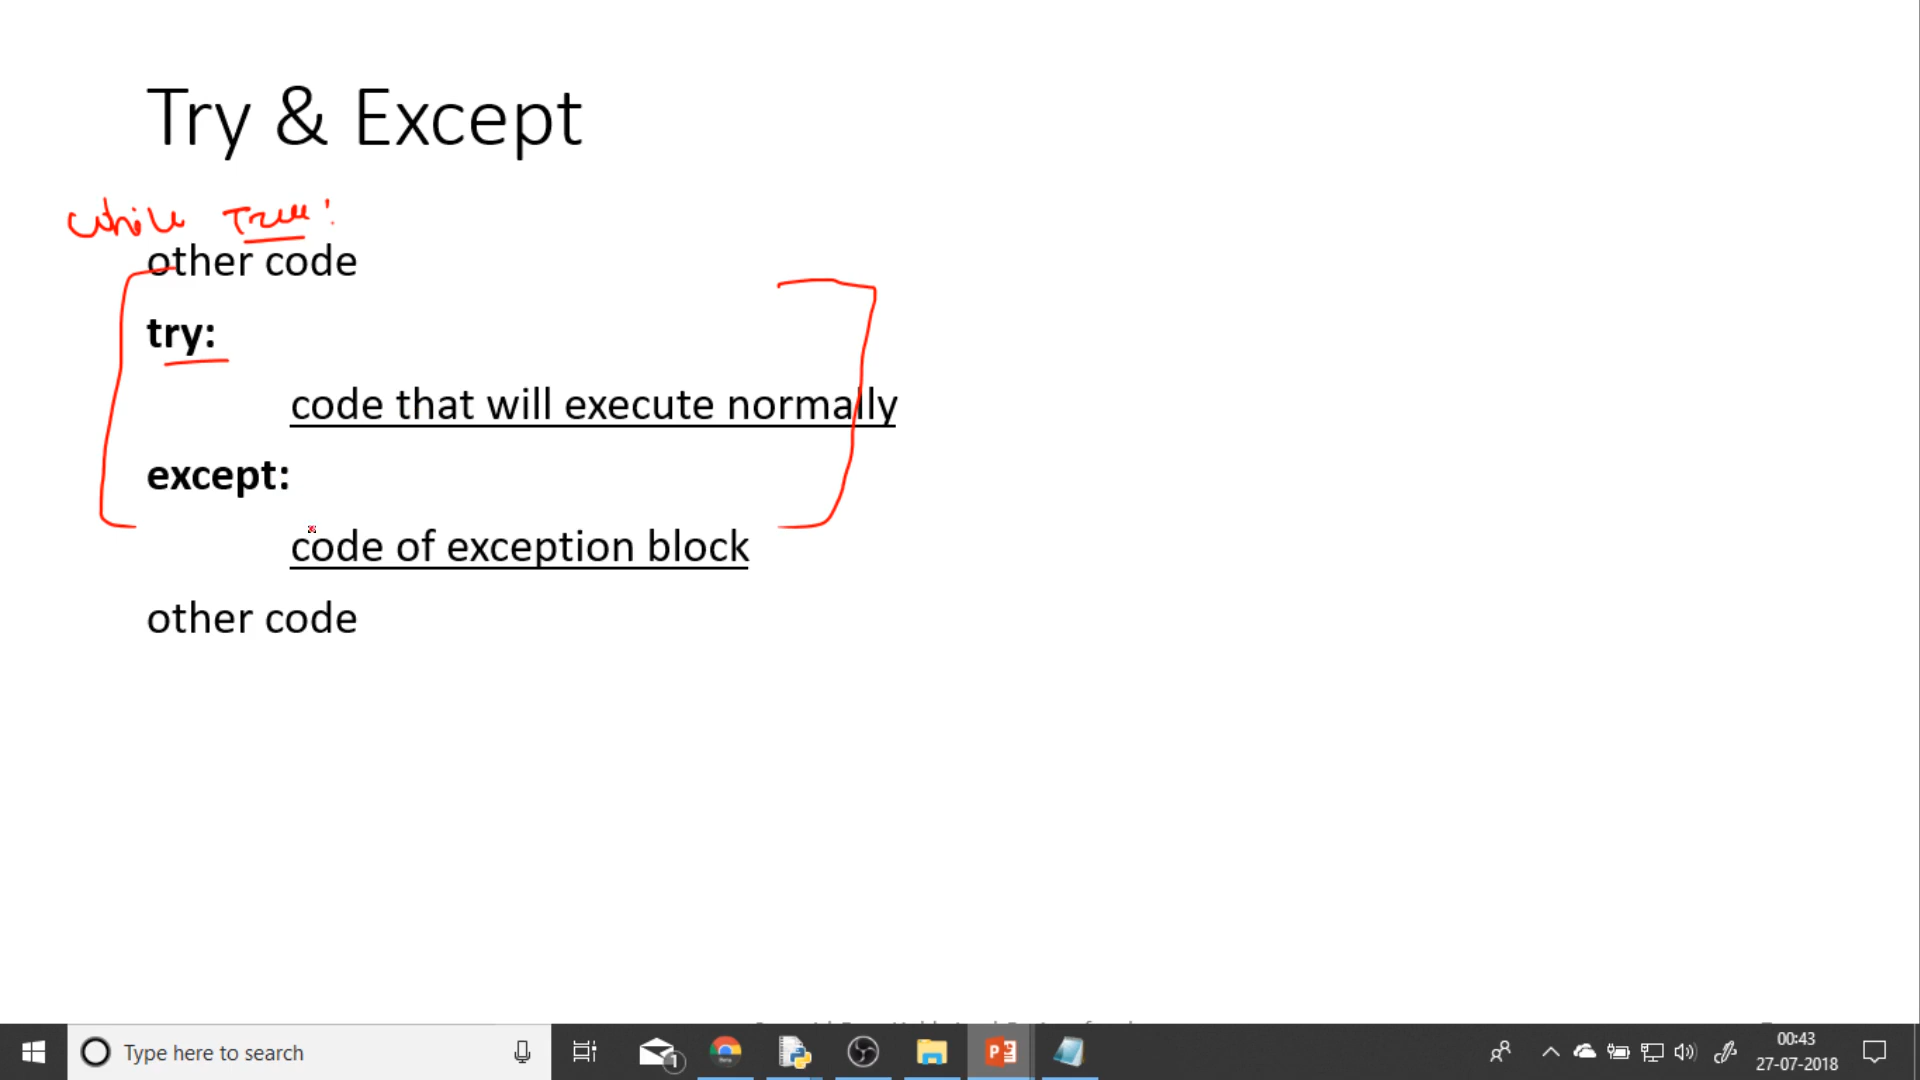 Try & Except
while True:
other code
try:
code that will execute normally
except:
code of exception block
other code
Type here to search
1
00:43
27-07-2018